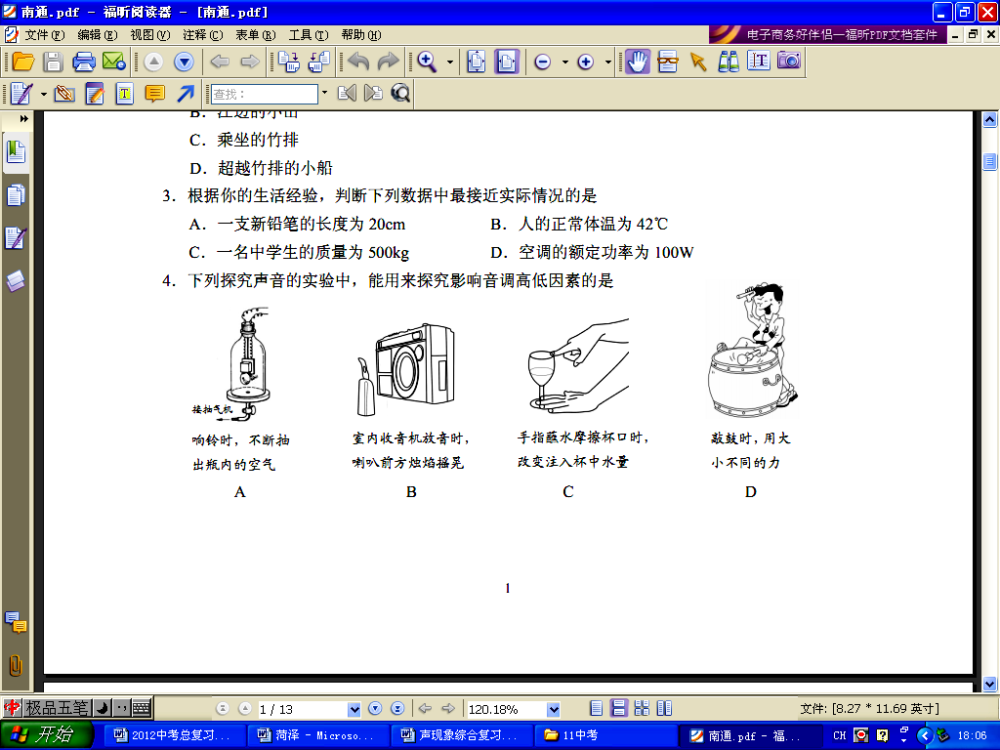 南通.pdf - 福昕阅读器 - [南通.pdf]
文件(F) 编辑(E) 视图(V) 注释(C) 表单(R) 工具(T) 帮助(H)
电子商务好伴侣—福昕PDF文档套件
查找:
B．江边的小山
C．乘坐的竹排
D．超越竹排的小船
3．根据你的生活经验，判断下列数据中最接近实际情况的是
A．一支新铅笔的长度为 20cm B．人的正常体温为 42℃
C．一名中学生的质量为 500kg D．空调的额定功率为 100W
4．下列探究声音的实验中，能用来探究影响音调高低因素的是
接抽气机
响铃时，不断抽
出瓶内的空气
A
室内收音机放音时，
喇叭前方烛焰摇晃
B
手指蘸水摩擦杯口时，
改变注入杯中水量
C
敲鼓时，用大
小不同的力
D
1
中 极品五笔
1 / 13
120.18%
文件: [8.27 * 11.69 英寸]
开始
2012中考总复习...
菏泽 - Microso...
声现象综合复习...
11中考
南通.pdf - 福...
CH
18:06